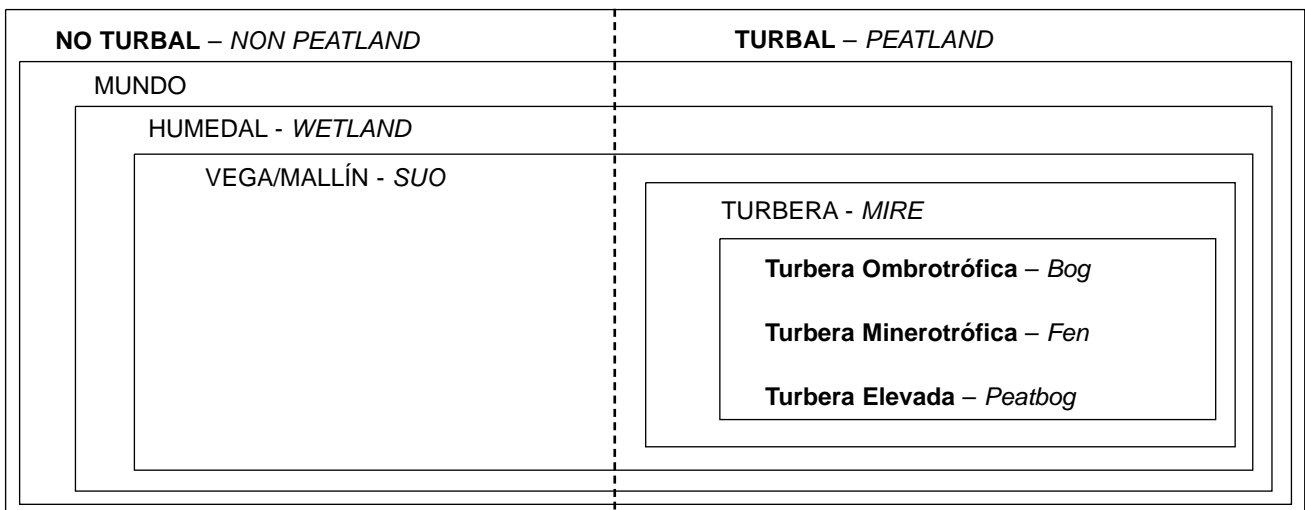 NO TURBAL – NON PEATLAND
TURBAL – PEATLAND
MUNDO
HUMEDAL - WETLAND
VEGA/MALLÍN - SUO
TURBERA - MIRE
Turbera Ombrotrófica – Bog
Turbera Minerotrófica – Fen
Turbera Elevada – Peatbog